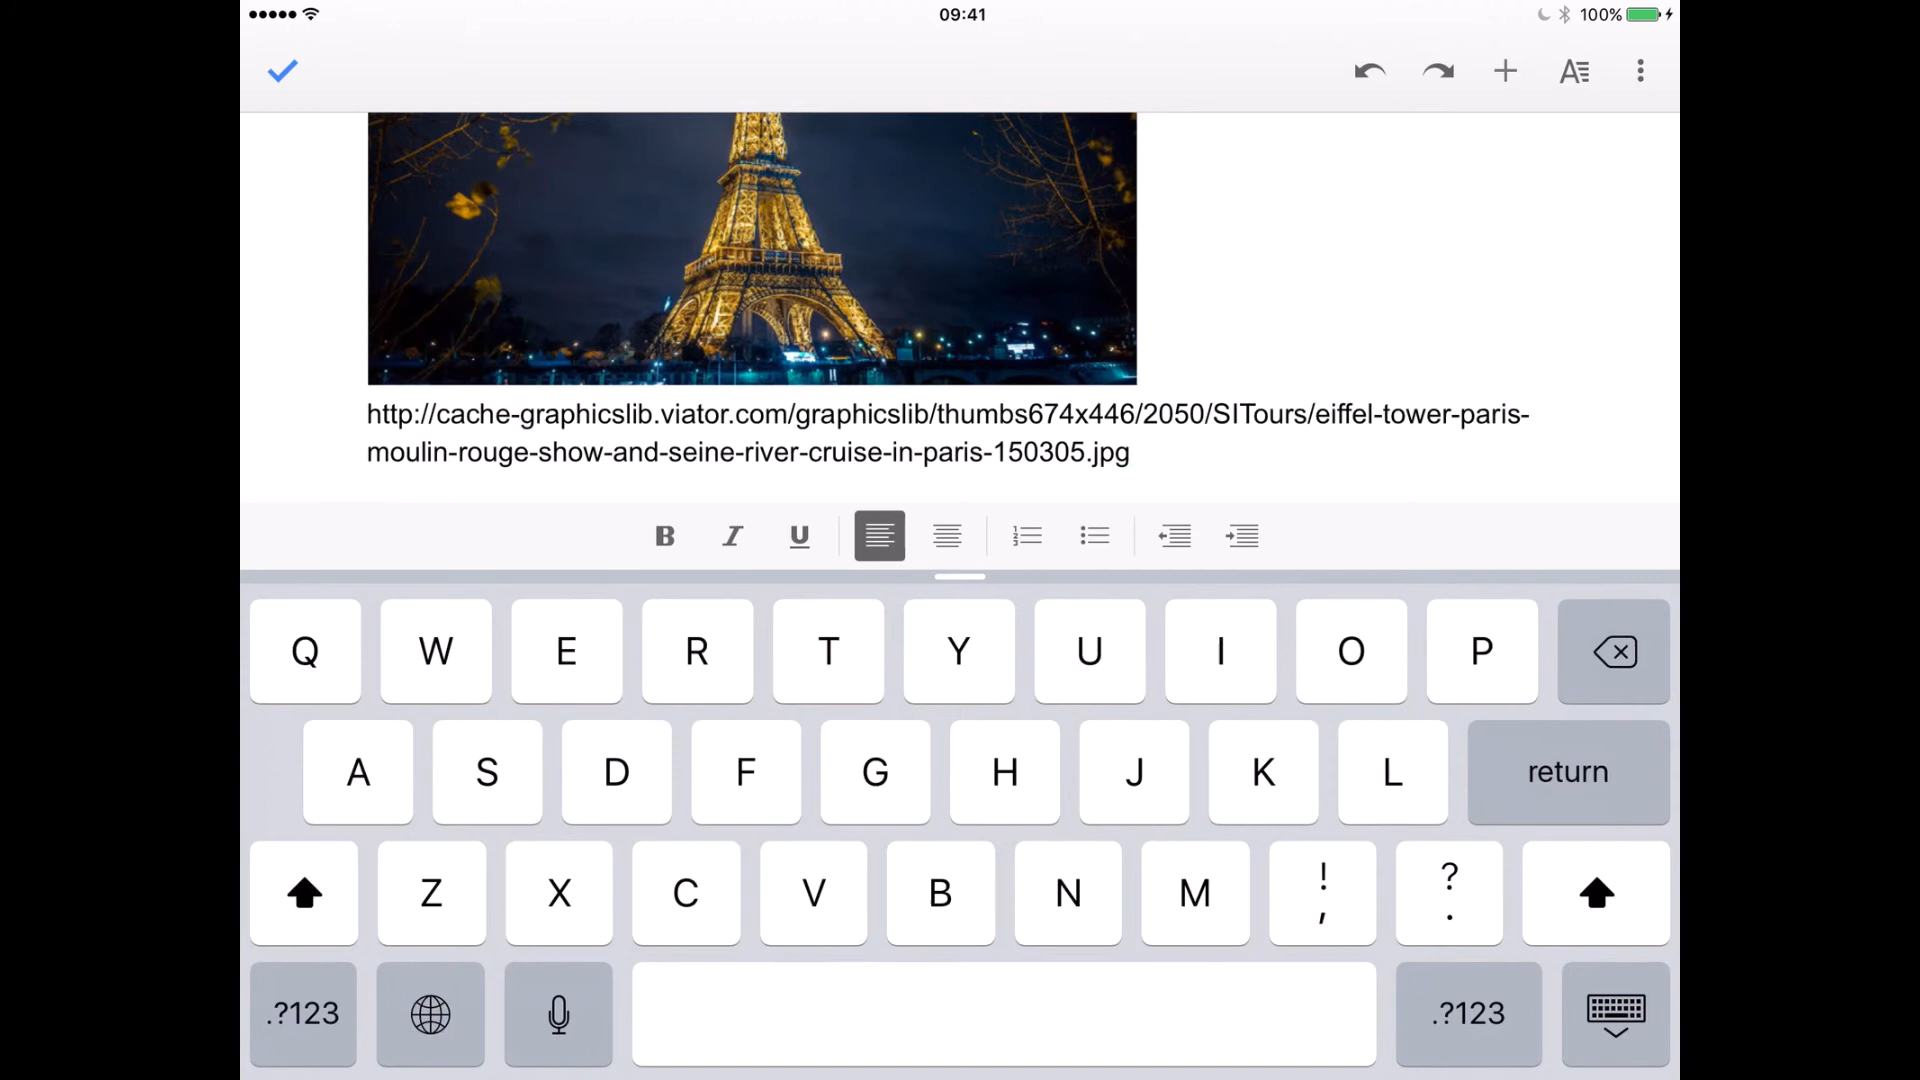 09:41
100%
http://cache-graphicslib.viator.com/graphicslib/thumbs674x446/2050/SITours/eiffel-tower-paris-
moulin-rouge-show-and-seine-river-cruise-in-paris-150305.jpg
B I U
Q W E R T Y U I O P
A S D F G H J K L return
Z X C V B N M ! , ? .
.?123 .?123